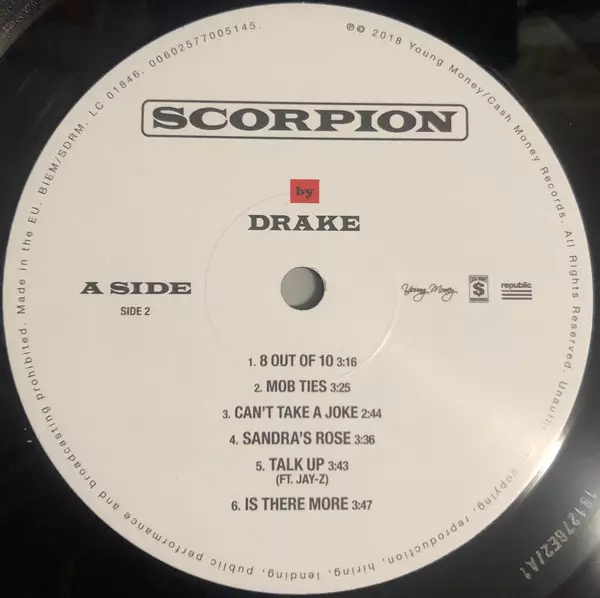 Made in the EU. BIEM/SDRM. LC 01846. 00602577005145.
℗© 2018 Young Money/Cash Money Records. All Rights Reserved.
copying, reproduction, hiring, lending, public performance and broadcasting prohibited.
SCORPION
by
DRAKE
A SIDE
SIDE 2
Young Money
$
republic
1. 8 OUT OF 10 3:16
2. MOB TIES 3:25
3. CAN'T TAKE A JOKE 2:44
4. SANDRA'S ROSE 3:36
5. TALK UP 3:43
(FT. JAY-Z)
6. IS THERE MORE 3:47